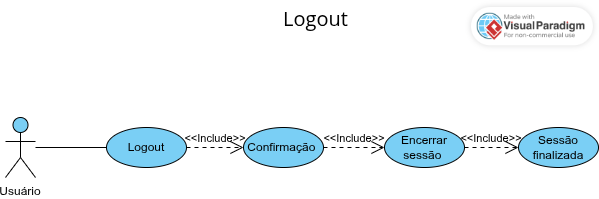 Logout
Made with
Visual Paradigm
For non-commercial use
<<Include>>
<<Include>>
<<Include>>
Logout
Confirmação
Encerrar
sessão
Sessão
finalizada
Usuário